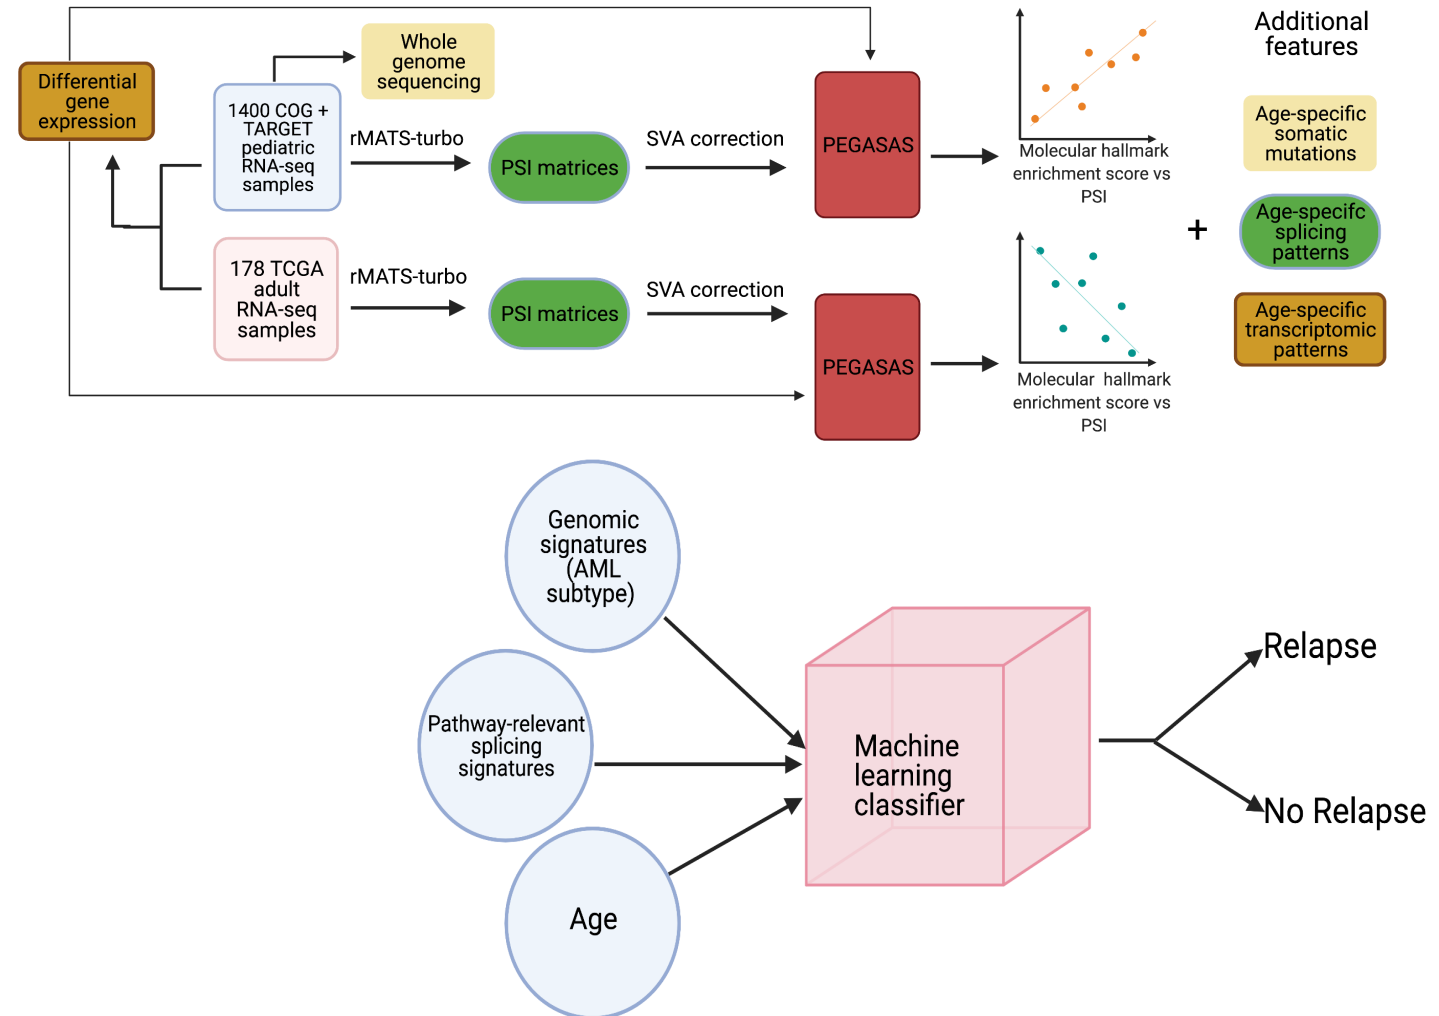 Differential
gene
expression
Whole
genome
sequencing
1400 COG +
TARGET
pediatric
RNA-seq
samples
rMATS-turbo
PSI matrices
SVA correction
PEGASAS
Molecular hallmark
enrichment score vs
PSI
178 TCGA
adult
RNA-seq
samples
rMATS-turbo
PSI matrices
SVA correction
PEGASAS
Molecular hallmark
enrichment score vs
PSI
+
Additional
features
Age-specific
somatic
mutations
Age-specifc
splicing
patterns
Age-specific
transcriptomic
patterns
Genomic
signatures
(AML
subtype)
Pathway-relevant
splicing
signatures
Age
Machine
learning
classifier
Relapse
No Relapse